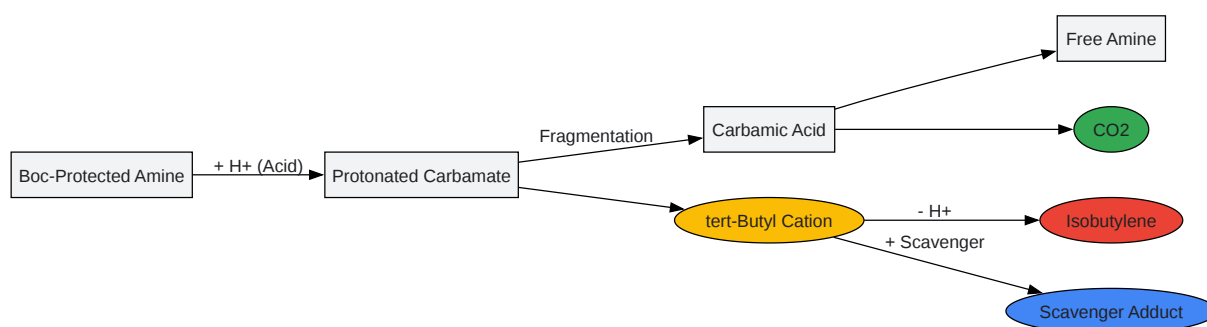 Boc-Protected Amine
+ H+ (Acid)
Protonated Carbamate
Fragmentation
Carbamic Acid
Free Amine
CO2
tert-Butyl Cation
- H+
Isobutylene
+ Scavenger
Scavenger Adduct